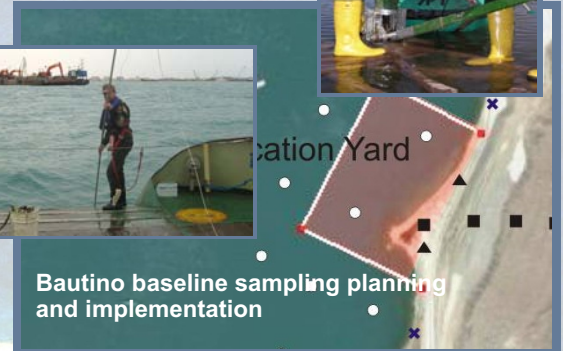 cation Yard
Bautino baseline sampling planning
and implementation